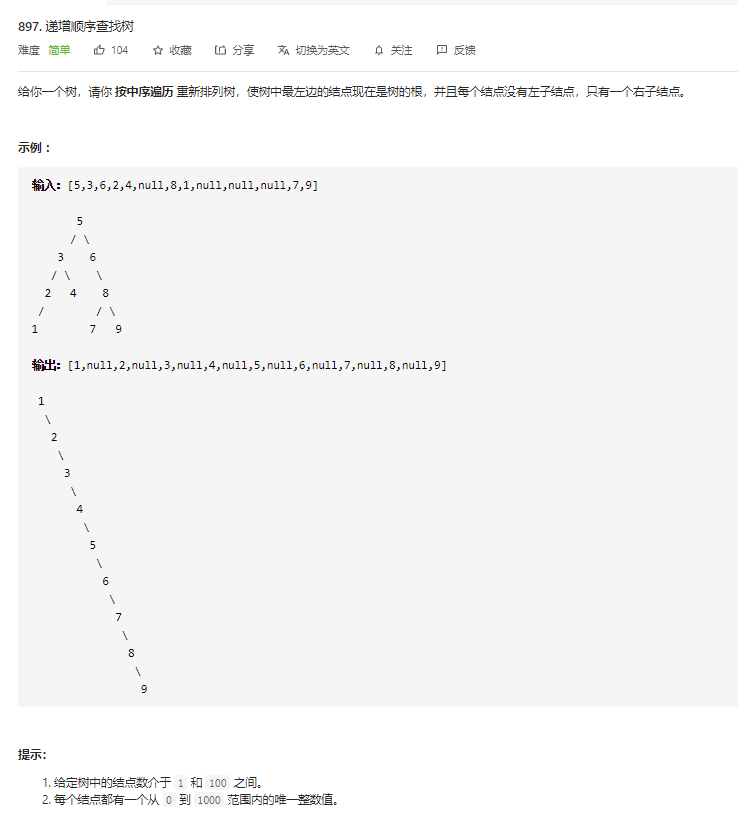 897. 递增顺序查找树
难度 简单 104 收藏 分享 切换为英文 关注 反馈
给你一个树，请你 按中序遍历 重新排列树，使树中最左边的结点现在是树的根，并且每个结点没有左子结点，只有一个右子结点。
示例 ：
输入：[5,3,6,2,4,null,8,1,null,null,null,7,9]
5
/ \
3 6
/ \ \
2 4 8
/ / \
1 7 9
输出：[1,null,2,null,3,null,4,null,5,null,6,null,7,null,8,null,9]
1
\
2
\
3
\
4
\
5
\
6
\
7
\
8
\
9
提示：
1. 给定树中的结点数介于 1 和 100 之间。
2. 每个结点都有一个从 0 到 1000 范围内的唯一整数值。